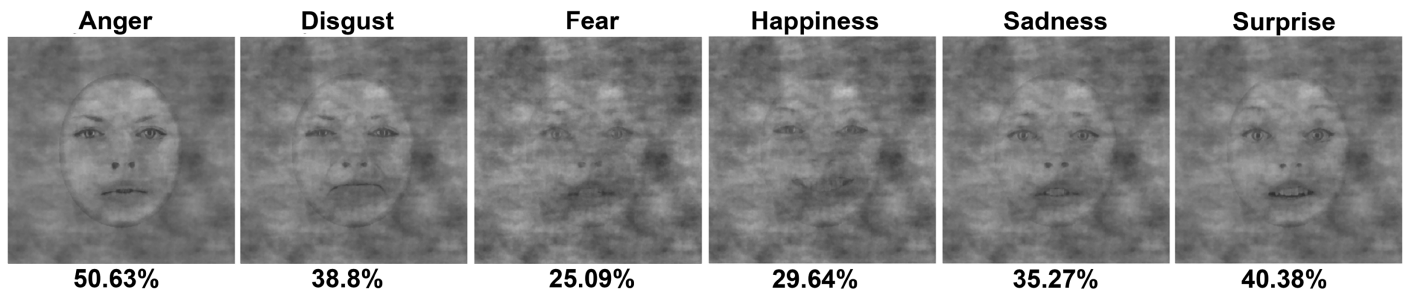 Anger Disgust Fear Happiness Sadness Surprise
50.63% 38.8% 25.09% 29.64% 35.27% 40.38%